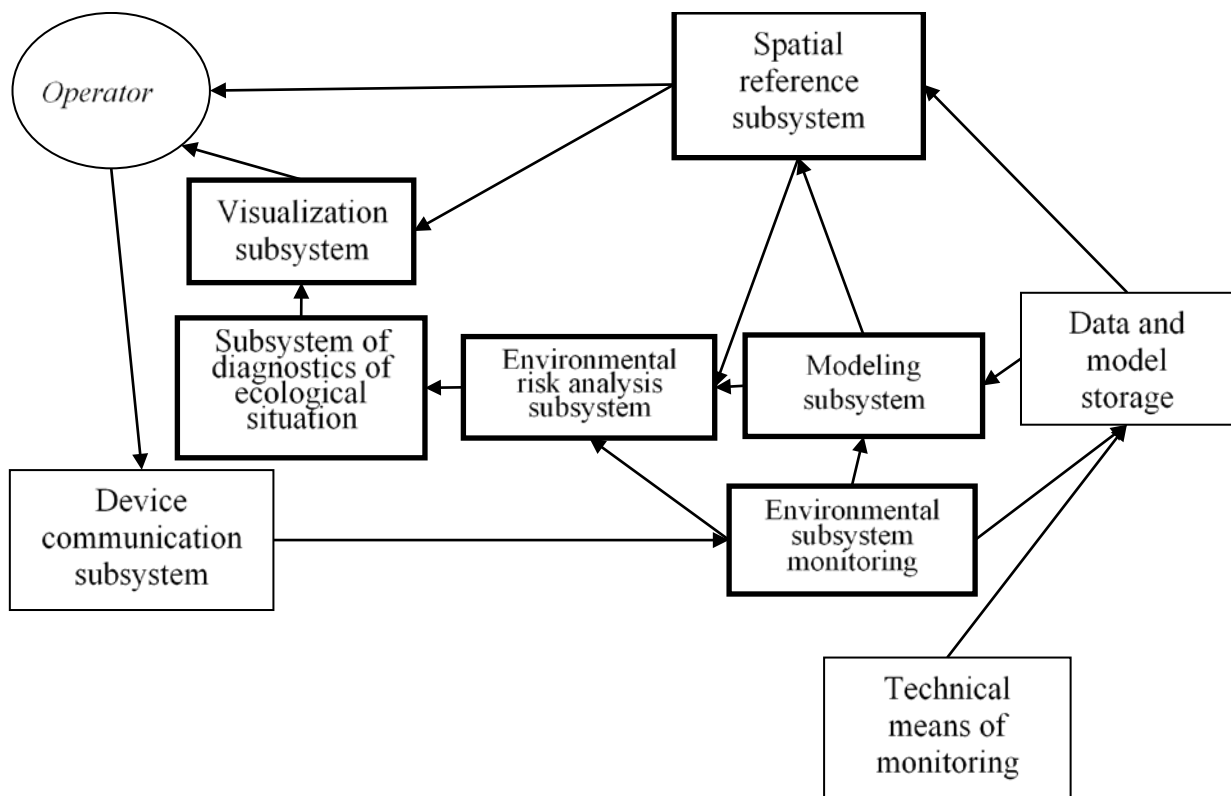 Operator
Spatial
reference
subsystem
Visualization
subsystem
Subsystem of
diagnostics of
ecological
situation
Environmental
risk analysis
subsystem
Modeling
subsystem
Data and
model
storage
Device
communication
subsystem
Environmental
subsystem
monitoring
Technical
means of
monitoring